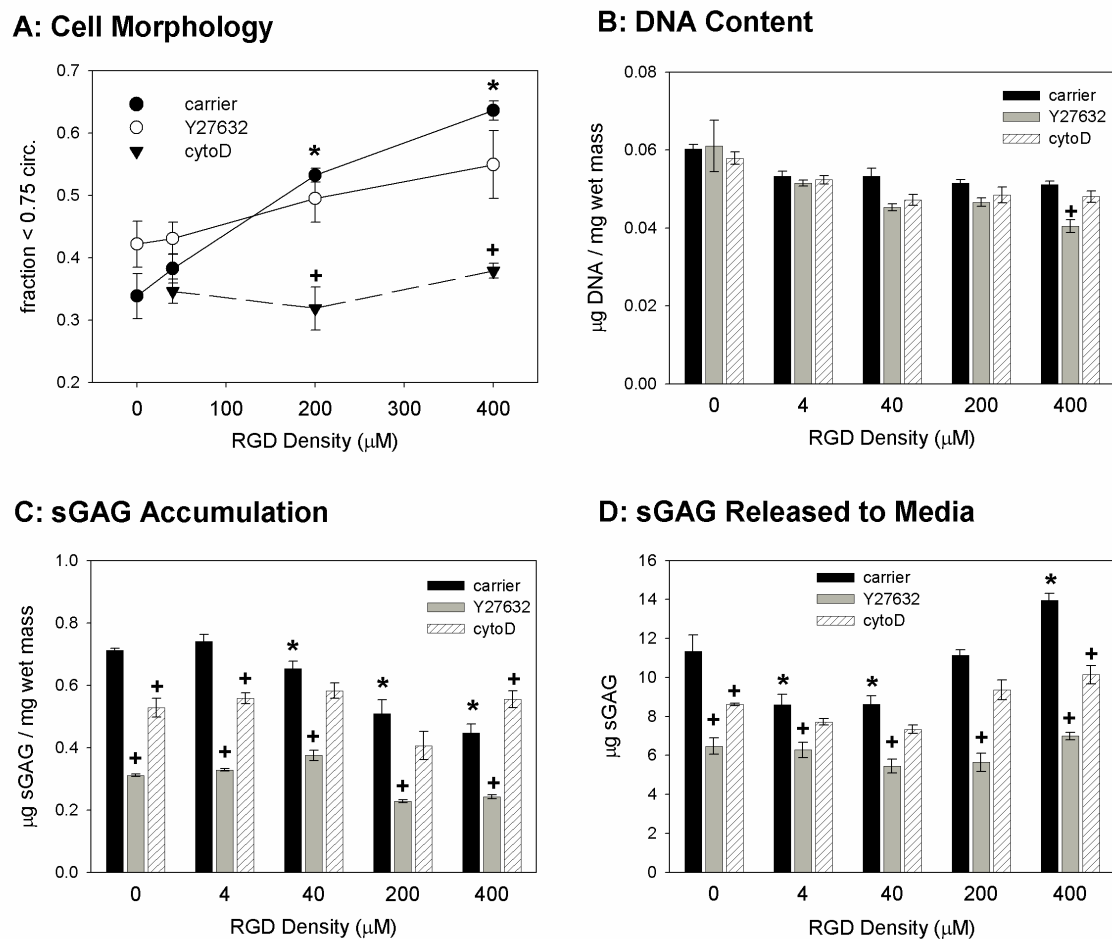 A: Cell Morphology
0.7
0.6
0.5
0.4
0.3
0.2
fraction < 0.75 circ.
carrier
Y27632
cytoD
*
*
+
+
0 100 200 300 400
RGD Density (μM)
B: DNA Content
0.08
0.06
0.04
0.02
0.00
μg DNA / mg wet mass
carrier
Y27632
cytoD
+
0 4 40 200 400
RGD Density (μM)
C: sGAG Accumulation
1.0
0.8
0.6
0.4
0.2
0.0
μg sGAG / mg wet mass
carrier
Y27632
cytoD
+ + * * * +
+ + + + +
0 4 40 200 400
RGD Density (μM)
D: sGAG Released to Media
16
14
12
10
8
6
4
2
0
μg sGAG
carrier
Y27632
cytoD
*
+ * * +
+ + + + +
0 4 40 200 400
RGD Density (μM)